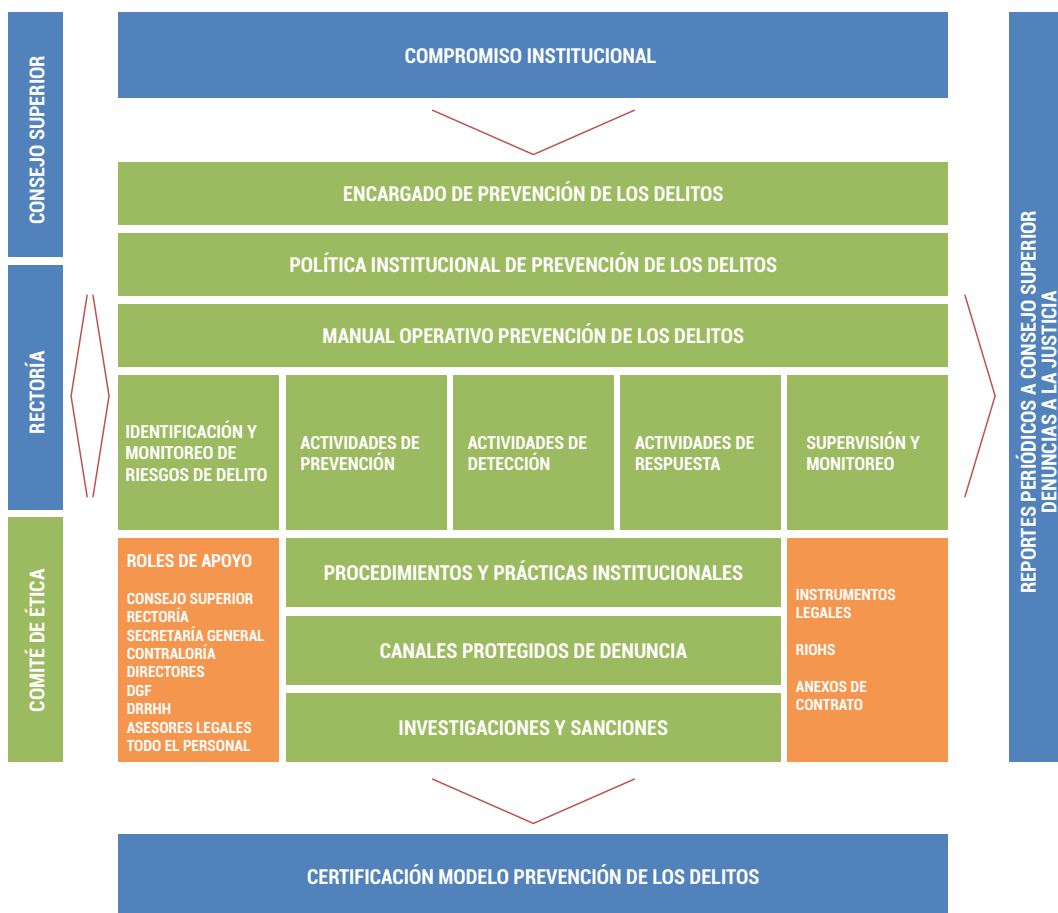 COMPROMISO INSTITUCIONAL
CONSEJO SUPERIOR
RECTORÍA
COMITÉ DE ÉTICA
ENCARGADO DE PREVENCIÓN DE LOS DELITOS
POLÍTICA INSTITUCIONAL DE PREVENCIÓN DE LOS DELITOS
MANUAL OPERATIVO PREVENCIÓN DE LOS DELITOS
IDENTIFICACIÓN Y
MONITOREO DE
RIESGOS DE DELITO
ACTIVIDADES DE
PREVENCIÓN
ACTIVIDADES DE
DETECCIÓN
ACTIVIDADES DE
RESPUESTA
SUPERVISIÓN Y
MONITOREO
ROLES DE APOYO
CONSEJO SUPERIOR
RECTORÍA
SECRETARÍA GENERAL
CONTRALORÍA
DIRECTORES
DGF
DRRHH
ASESORES LEGALES
TODO EL PERSONAL
PROCEDIMIENTOS Y PRÁCTICAS INSTITUCIONALES
CANALES PROTEGIDOS DE DENUNCIA
INVESTIGACIONES Y SANCIONES
INSTRUMENTOS
LEGALES
RIOHS
ANEXOS DE
CONTRATO
REPORTES PERIÓDICOS A CONSEJO SUPERIOR
DENUNCIAS A LA JUSTICIA
CERTIFICACIÓN MODELO PREVENCIÓN DE LOS DELITOS